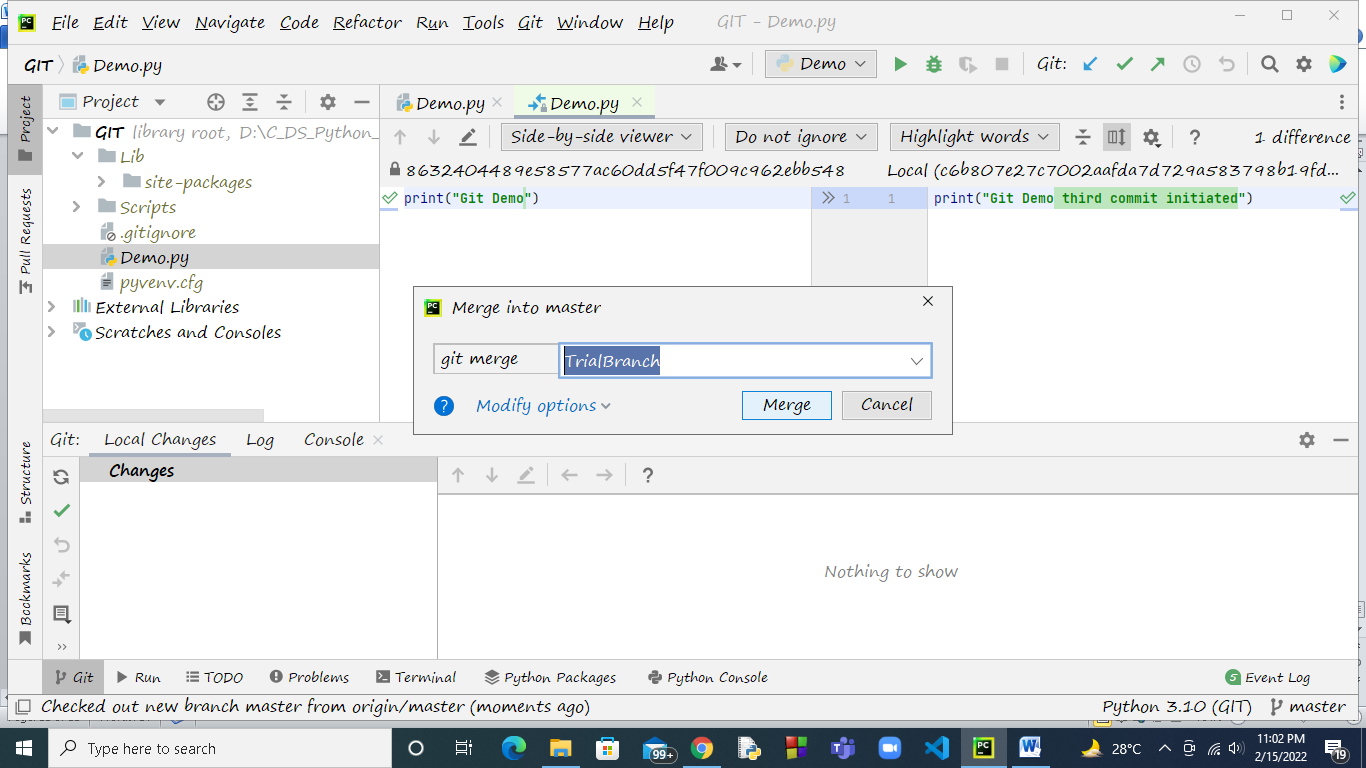 File Edit View Navigate Code Refactor Run Tools Git Window Help GIT - Demo.py
GIT Demo.py Demo Git:
Project
Pull Requests
Structure
Bookmarks
Project
GIT library root, D:\C_DS_Python_
Lib
site-packages
Scripts
.gitignore
Demo.py
pyvenv.cfg
External Libraries
Scratches and Consoles
Demo.py Demo.py
Side-by-side viewer Do not ignore Highlight words ? 1 difference
8632404489e58577ac60dd5f47f009c962ebb548 Local (c6b807e27c7002aafda7d729a583798b19fd...
print("Git Demo") 1 1 print("Git Demo third commit initiated")
PC Merge into master
git merge TrialBranch
? Modify options Merge Cancel
Git: Local Changes Log Console
Changes
?
Nothing to show
Git Run TODO Problems Terminal Python Packages Python Console 5 Event Log
Checked out new branch master from origin/master (moments ago) Python 3.10 (GIT) master
Type here to search 99+ 28°C 11:02 PM
2/15/2022 19